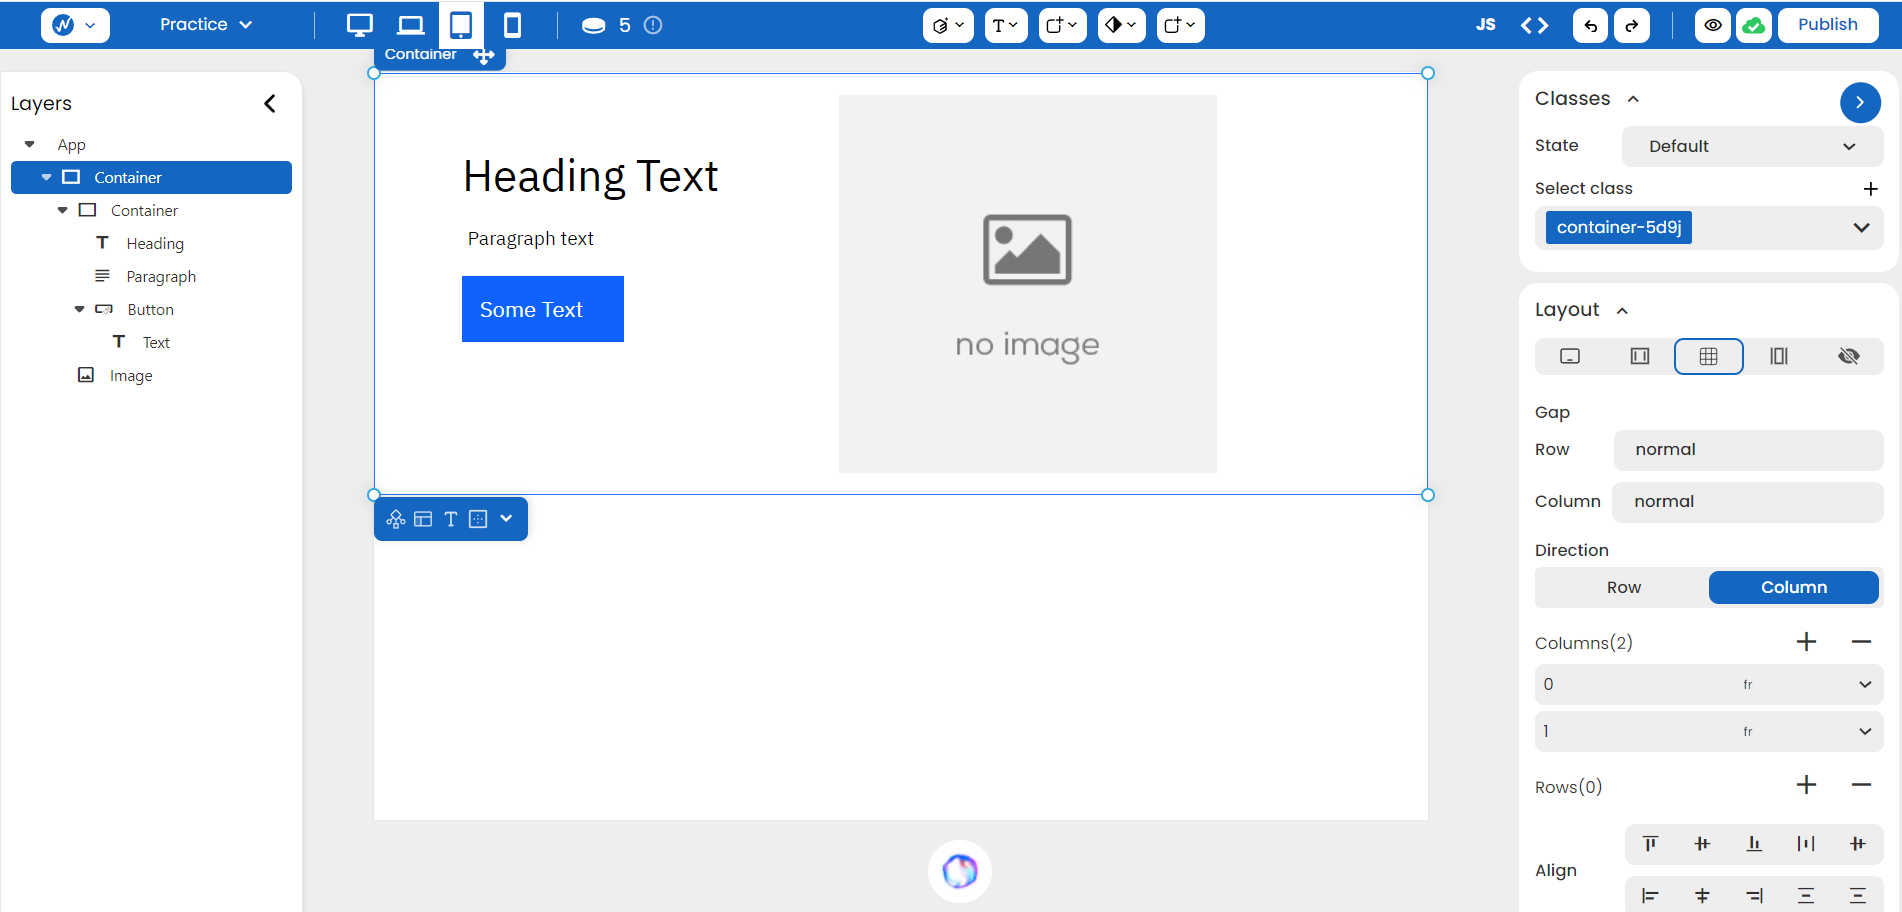 Practice
5
T
JS
Publish
Container
Layers
App
Container
Container
Heading
Paragraph
Button
Text
Image
Heading Text
Paragraph text
Some Text
no image
Classes
State
Default
Select class
container-5d9j
Layout
Gap
Row
normal
Column
normal
Direction
Row
Column
Columns(2)
0
fr
1
fr
Rows(0)
Align